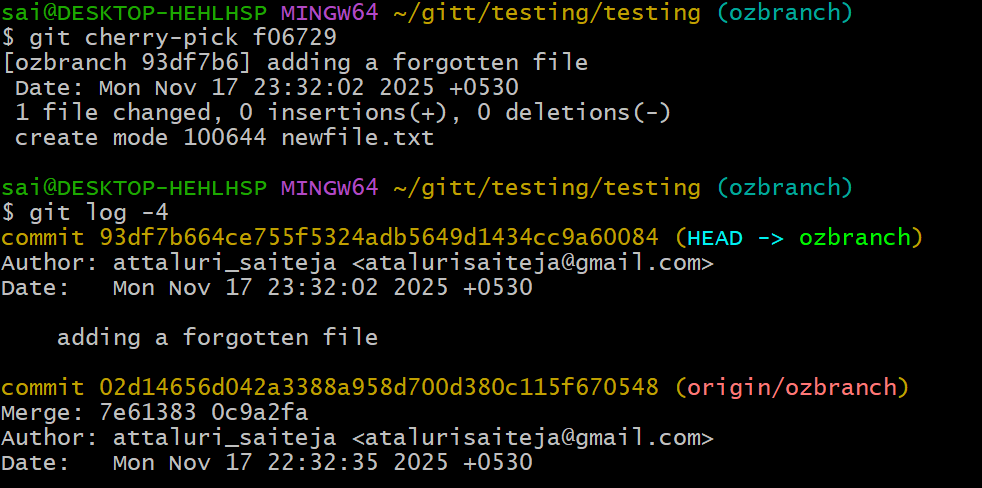 sai@DESKTOP-HEHLHSP MINGW64 ~/gitt/testing/testing (ozbranch)
$ git cherry-pick f06729
[ozbranch 93df7b6] adding a forgotten file
 Date: Mon Nov 17 23:32:02 2025 +0530
 1 file changed, 0 insertions(+), 0 deletions(-)
 create mode 100644 newfile.txt

sai@DESKTOP-HEHLHSP MINGW64 ~/gitt/testing/testing (ozbranch)
$ git log -4
commit 93df7b664ce755f5324adb5649d1434cc9a60084 (HEAD -> ozbranch)
Author: attaluri_saiteja <atalurisaiteja@gmail.com>
Date:   Mon Nov 17 23:32:02 2025 +0530

    adding a forgotten file

commit 02d14656d042a3388a958d700d380c115f670548 (origin/ozbranch)
Merge: 7e61383 0c9a2fa
Author: attaluri_saiteja <atalurisaiteja@gmail.com>
Date:   Mon Nov 17 22:32:35 2025 +0530